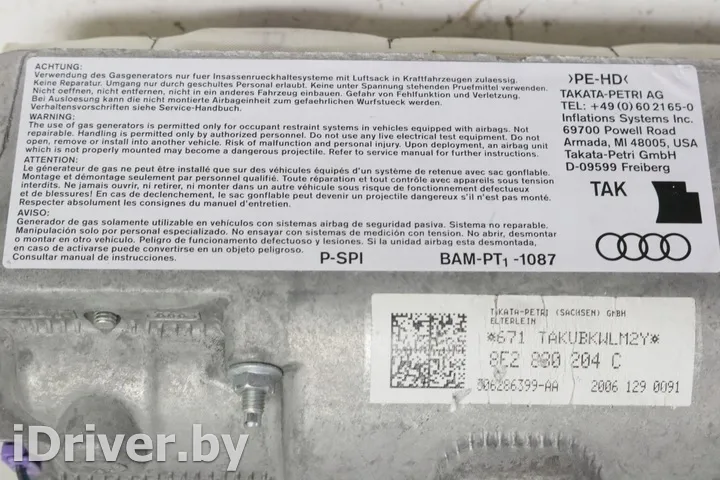 ACHTUNG:
Verwendung des Gasgenerators nur fuer Insassenrueckhaltesysteme mit Luftsack in Kraftfahrzeugen zulaessig.
Keine Reparatur. Umgang nur durch geschultes Personal erlaubt. Keine unter Spannung stehenden Pruefmittel verwenden.
Nicht oeffnen, nicht entfernen, nicht in ein anderes Fahrzeug einbauen. Gefahr von Fehlfunktion und Verletzung.
Bei Ausloesung kann die nicht montierte Airbageinheit zum gefaehrlichen Wurfstueck werden.
Verhaltensvorschriften siehe Service-Handbuch.
WARNING:
The use of gas generators is permitted only for occupant restraint systems in vehicles equipped with airbags. Not
repairable. Handling permitted only by authorized personnel. Do not use any live electrical test equipment. Do not
open, remove or install into another vehicle. Risk of malfunction and personal injury. Upon deployment, an airbag unit
which is not properly mounted may become a dangerous projectile. Refer to service manual for further instructions.
ATTENTION:
Le générateur de gaz ne peut être installé que sur des véhicules équipés d'un système de retenue avec sac gonflable.
Montage et démontage seulement par personnel autorisé. Toute réparation et contrôle avec appareils sous tension
interdits. Ne jamais ouvrir, ni retirer, ni monter dans un autre véhicule sous risque de fonctionnement defectueux
et de blessures! En cas de declenchement, le sac gonflable peut devenir dangereux s'il n'est pas monté.
Respecter absolument les consignes du manuel d'entretien.
AVISO:
Generador de gas solamente utilizable en vehículos con sistemas airbag de seguridad pasiva. Sistema no reparable.
Manipulación solo por personal especializado. No ensayar con sistemas de medición con tensión. No abrir, desmontar
o montar en otro vehículo. Peligro de funcionamento defectuoso y lesiones. Si la unidad airbag esta desmontada,
en caso de activarse puede convertirse en un objeto volante peligroso.
Consultar manual de instrucciones.
P-SPI
BAM-PT1 -1087
>PE-HD<
TAKATA-PETRI AG
TEL: +49 (0) 60 21 65-0
Inflations Systems Inc.
69700 Powell Road
Armada, MI 48005, USA
Takata-Petri GmbH
D-09599 Freiberg
TAK
TAKATA-PETRI (SACHSEN) GmbH
ELTERLEIN
*671 TAKUBKWLM2Y*
8E2 880 204 C
006286399-AA
2006 129 0091
iDriver.by